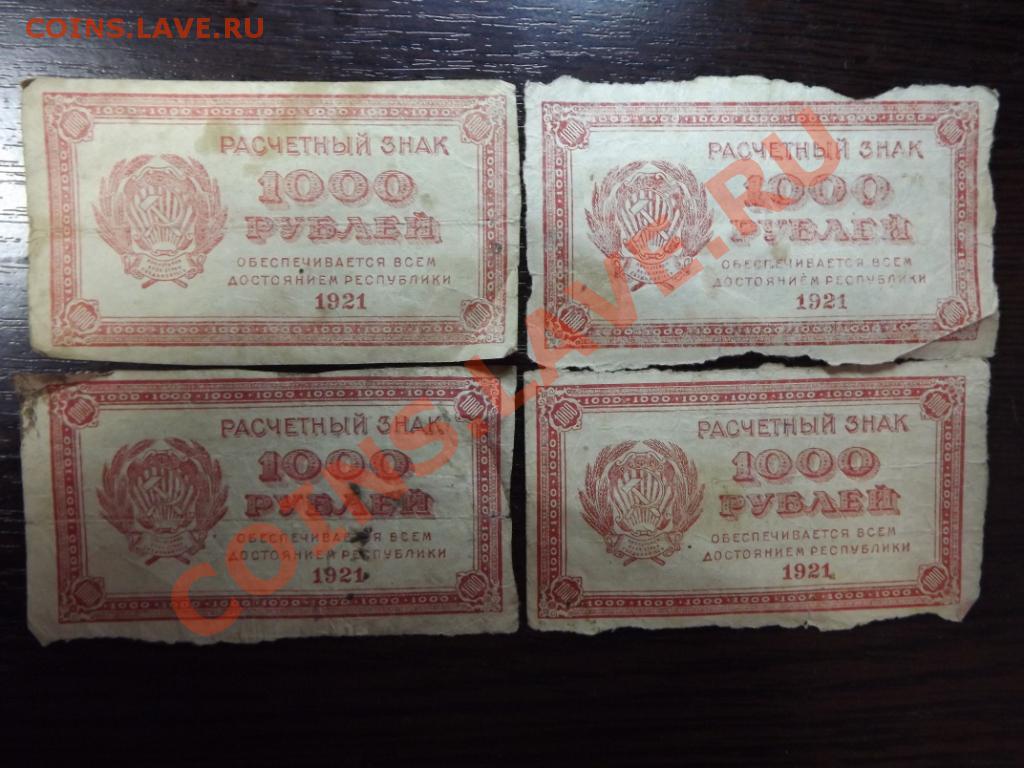 COINS.LAVE.RU
РАСЧЕТНЫЙ ЗНАК
1000
РУБЛЕЙ
ОБЕСПЕЧИВАЕТСЯ ВСЕМ
ДОСТОЯНИЕМ РЕСПУБЛИКИ
1921
РАСЧЕТНЫЙ ЗНАК
1000
РУБЛЕЙ
ОБЕСПЕЧИВАЕТСЯ ВСЕМ
ДОСТОЯНИЕМ РЕСПУБЛИКИ
1921
РАСЧЕТНЫЙ ЗНАК
1000
РУБЛЕЙ
ОБЕСПЕЧИВАЕТСЯ ВСЕМ
ДОСТОЯНИЕМ РЕСПУБЛИКИ
1921
РАСЧЕТНЫЙ ЗНАК
1000
РУБЛЕЙ
ОБЕСПЕЧИВАЕТСЯ ВСЕМ
ДОСТОЯНИЕМ РЕСПУБЛИКИ
1921
COINS.LAVE.RU